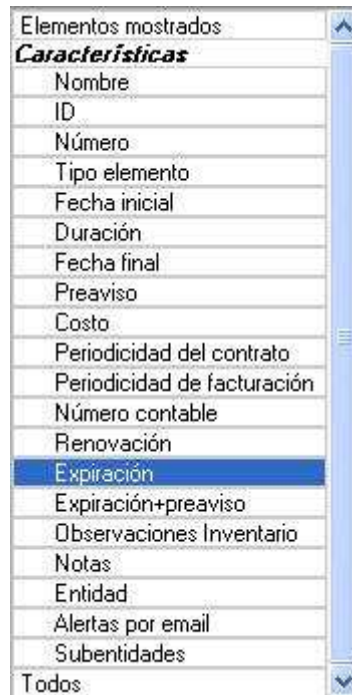 Elementos mostrados
Características
Nombre
ID
Número
Tipo elemento
Fecha inicial
Duración
Fecha final
Preaviso
Costo
Periodicidad del contrato
Periodicidad de facturación
Número contable
Renovación
Expiración
Expiración+preaviso
Observaciones Inventario
Notas
Entidad
Alertas por email
Subentidades
Todos